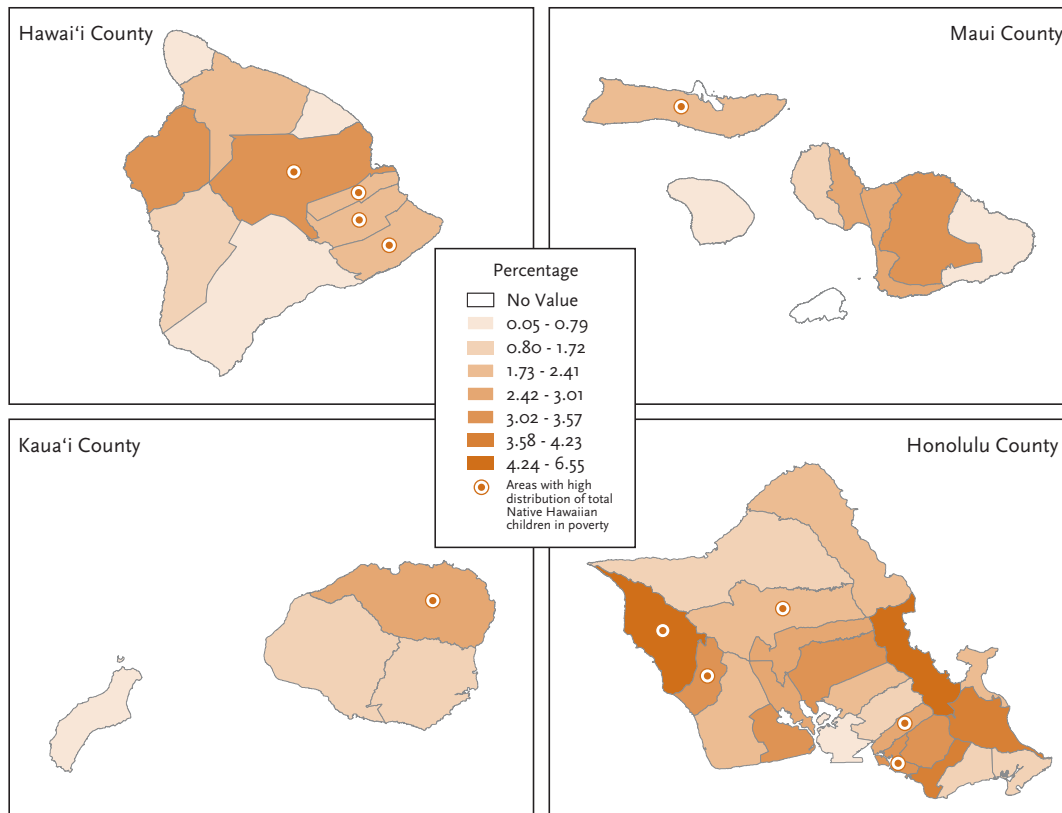 Hawai‘i County
Maui County
Percentage
No Value
0.05 - 0.79
0.80 - 1.72
1.73 - 2.41
2.42 - 3.01
3.02 - 3.57
3.58 - 4.23
4.24 - 6.55
Areas with high
distribution of total
Native Hawaiian
children in poverty
Kaua‘i County
Honolulu County